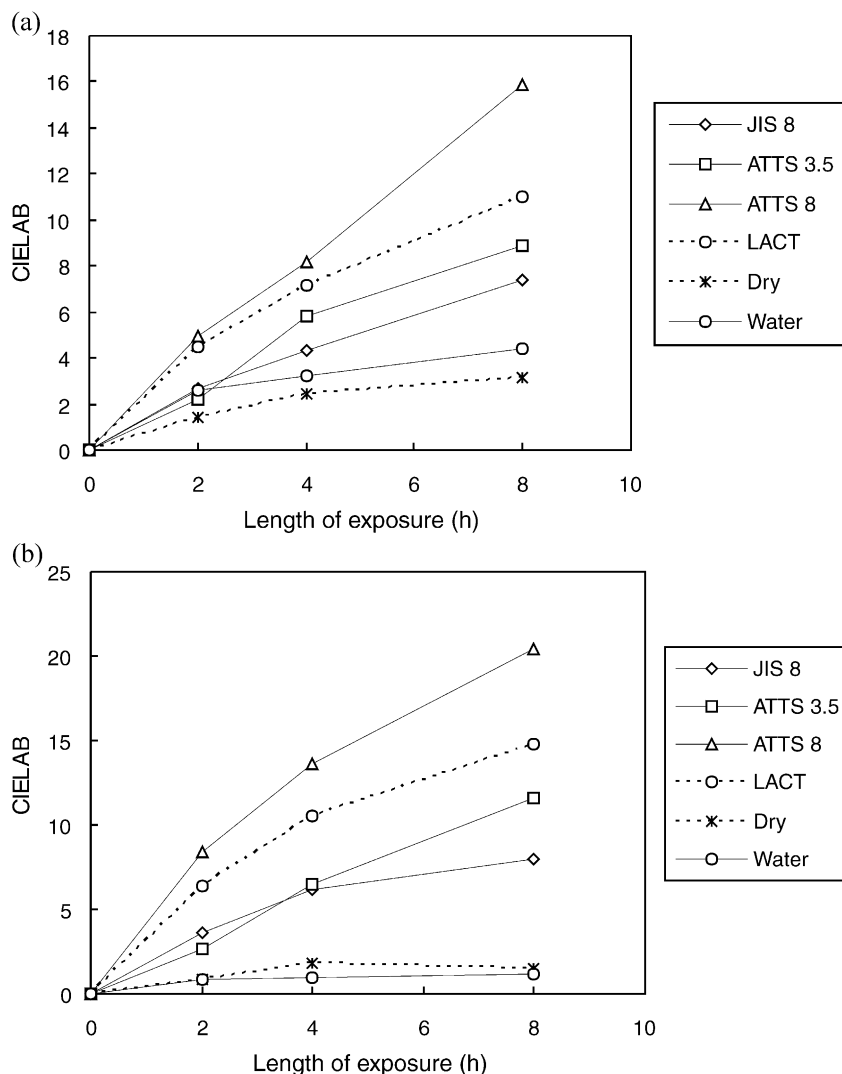 (a)
18
16
14
12
10
8
6
4
2
0
CIELAB
0 2 4 6 8 10
Length of exposure (h)
JIS 8
ATTS 3.5
ATTS 8
LACT
Dry
Water
(b)
25
20
15
10
5
0
CIELAB
0 2 4 6 8 10
Length of exposure (h)
JIS 8
ATTS 3.5
ATTS 8
LACT
Dry
Water